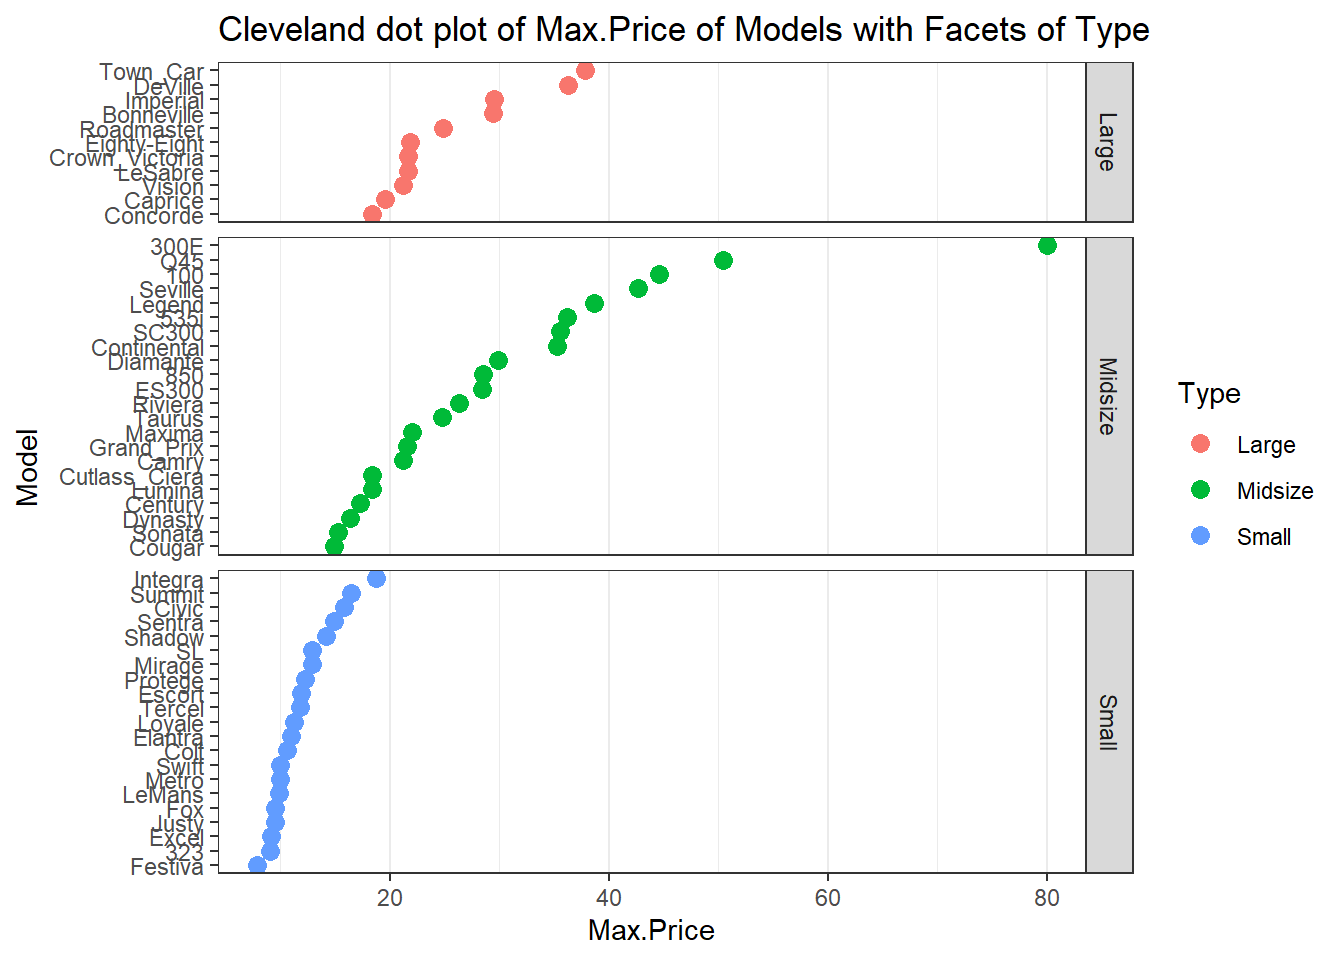 Cleveland dot plot of Max.Price of Models with Facets of Type
Town_Car
DeVille
Imperial
Bonneville
Roadmaster
Eighty-Eight
Crown_Victoria
LeSabre
Vision
Caprice
Concorde
Large
300E
Q45
100
Seville
Legend
535i
SC300
Continental
Diamante
850
ES300
Riviera
Taurus
Maxima
Grand_Prix
Camry
Cutlass_Ciera
Lumina
Century
Dynasty
Sonata
Cougar
Midsize
Integra
Summit
Civic
Sentra
Shadow
SL
Mirage
Protege
Escort
Tercel
Loyale
Elantra
Colt
Swift
Metro
LeMans
Fox
Justy
Excel
323
Festiva
Small
20 40 60 80
Max.Price
Model
Type
Large
Midsize
Small